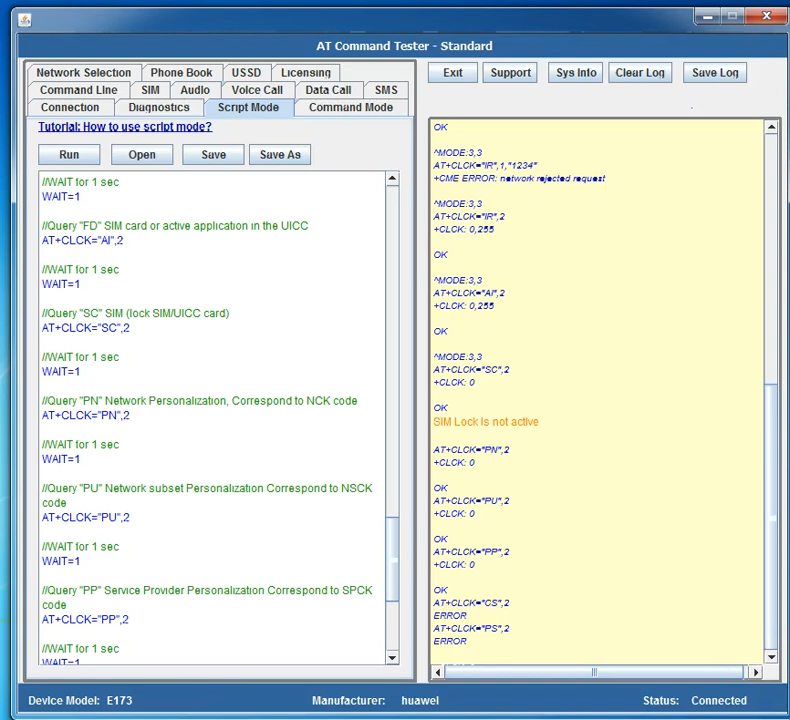 AT Command Tester - Standard
Network Selection Phone Book USSD Licensing
Command Line SIM Audio Voice Call Data Call SMS
Connection Diagnostics Script Mode Command Mode
Exit Support Sys Info Clear Log Save Log
Tutorial: How to use script mode?
Run Open Save Save As
//WAIT for 1 sec
WAIT=1
//Query "FD" SIM card or active application in the UICC
AT+CLCK="AI",2
//WAIT for 1 sec
WAIT=1
//Query "SC" SIM (lock SIM/UICC card)
AT+CLCK="SC",2
//WAIT for 1 sec
WAIT=1
//Query "PN" Network Personalization, Correspond to NCK code
AT+CLCK="PN",2
//WAIT for 1 sec
WAIT=1
//Query "PU" Network subset Personalization Correspond to NSCK
code
AT+CLCK="PU",2
//WAIT for 1 sec
WAIT=1
//Query "PP" Service Provider Personalization Correspond to SPCK
code
AT+CLCK="PP",2
//WAIT for 1 sec
WAIT=1
OK
^MODE:3,3
AT+CLCK="IR",1,"1234"
+CME ERROR: network rejected request
^MODE:3,3
AT+CLCK="IR",2
+CLCK: 0,255
OK
^MODE:3,3
AT+CLCK="AI",2
+CLCK: 0,255
OK
^MODE:3,3
AT+CLCK="SC",2
+CLCK: 0
OK
SIM Lock Is not active
AT+CLCK="PN",2
+CLCK: 0
OK
AT+CLCK="PU",2
+CLCK: 0
OK
AT+CLCK="PP",2
+CLCK: 0
OK
AT+CLCK="CS",2
ERROR
AT+CLCK="PS",2
ERROR
Device Model: E173 Manufacturer: huawei Status: Connected